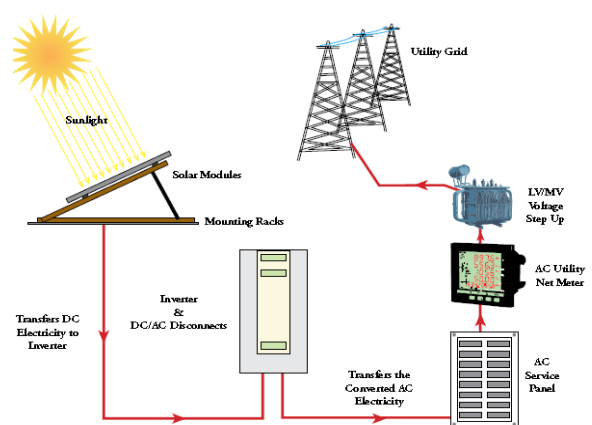 Sunlight
Solar Modules
Mounting Racks
Transfers DC
Electricity to
Inverter
Inverter
&
DC/AC Disconnects
Transfers the
Converted AC
Electricity
AC
Service
Panel
AC Utility
Net Meter
LV/MV
Voltage
Step Up
Utility Grid